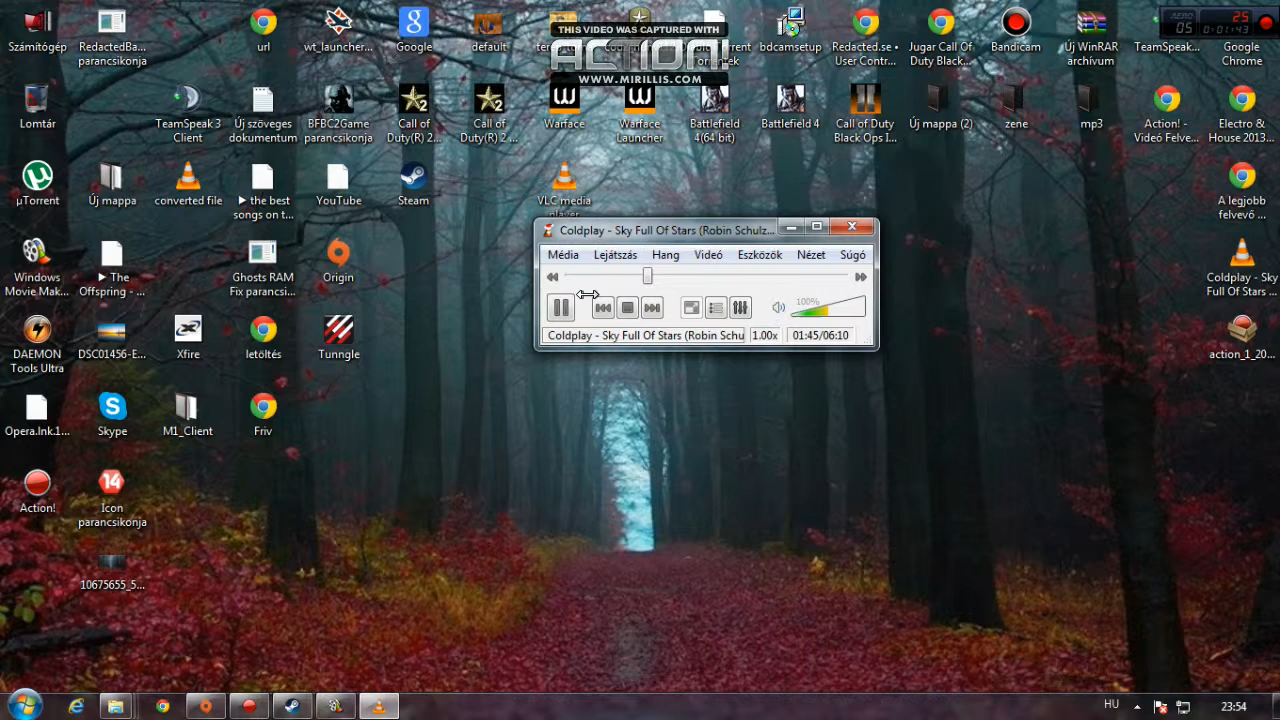 Számítógép
RedactedBa...
parancsikonja
url
wt_launcher...
Google
default
THIS VIDEO WAS CAPTURED WITH
ACTION!
WWW.MIRILLIS.COM
bdcamsetup
Redacted.se •
User Contr...
Jugar Call Of
Duty Black...
Bandicam
Új WinRAR
archívum
TeamSpeak...
Google
Chrome
25
05
0:01:43
Lomtár
TeamSpeak 3
Client
Új szöveges
dokumentum
BFBC2Game
parancsikonja
Call of
Duty(R) 2 ...
Call of
Duty(R) 2 ...
Warface
Warface
Launcher
Battlefield
4(64 bit)
Battlefield 4
Call of Duty
Black Ops I...
Új mappa (2)
zene
mp3
Action! -
Videó Felve...
Electro &
House 2013...
µTorrent
Új mappa
converted file
► the best
songs on t...
YouTube
Steam
VLC media
player
A legjobb
felvevő ...
Windows
Movie Mak...
► The
Offspring - ...
Ghosts RAM
Fix parancsi...
Origin
Coldplay -
Sky Full Of
Stars (R...
DAEMON
Tools Ultra
DSC01456-E...
Xfire
letöltés
Tunngle
action_1_20...
Opera.lnk.1...
Skype
M1_Client
Friv
Action!
14
Icon
parancsikonja
10675655_5...
Coldplay - Sky Full Of Stars (Robin Schulz...
Média Lejátszás Hang Videó Eszközök Nézet Súgó
100%
Coldplay - Sky Full Of Stars (Robin Schu
1.00x
01:45/06:10
HU
23:54